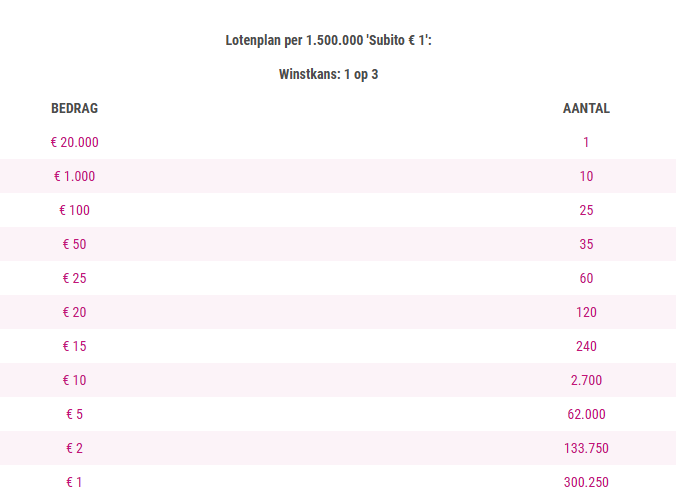 Lotenplan per 1.500.000 'Subito € 1':
Winstkans: 1 op 3
BEDRAG AANTAL
€ 20.000 1
€ 1.000 10
€ 100 25
€ 50 35
€ 25 60
€ 20 120
€ 15 240
€ 10 2.700
€ 5 62.000
€ 2 133.750
€ 1 300.250